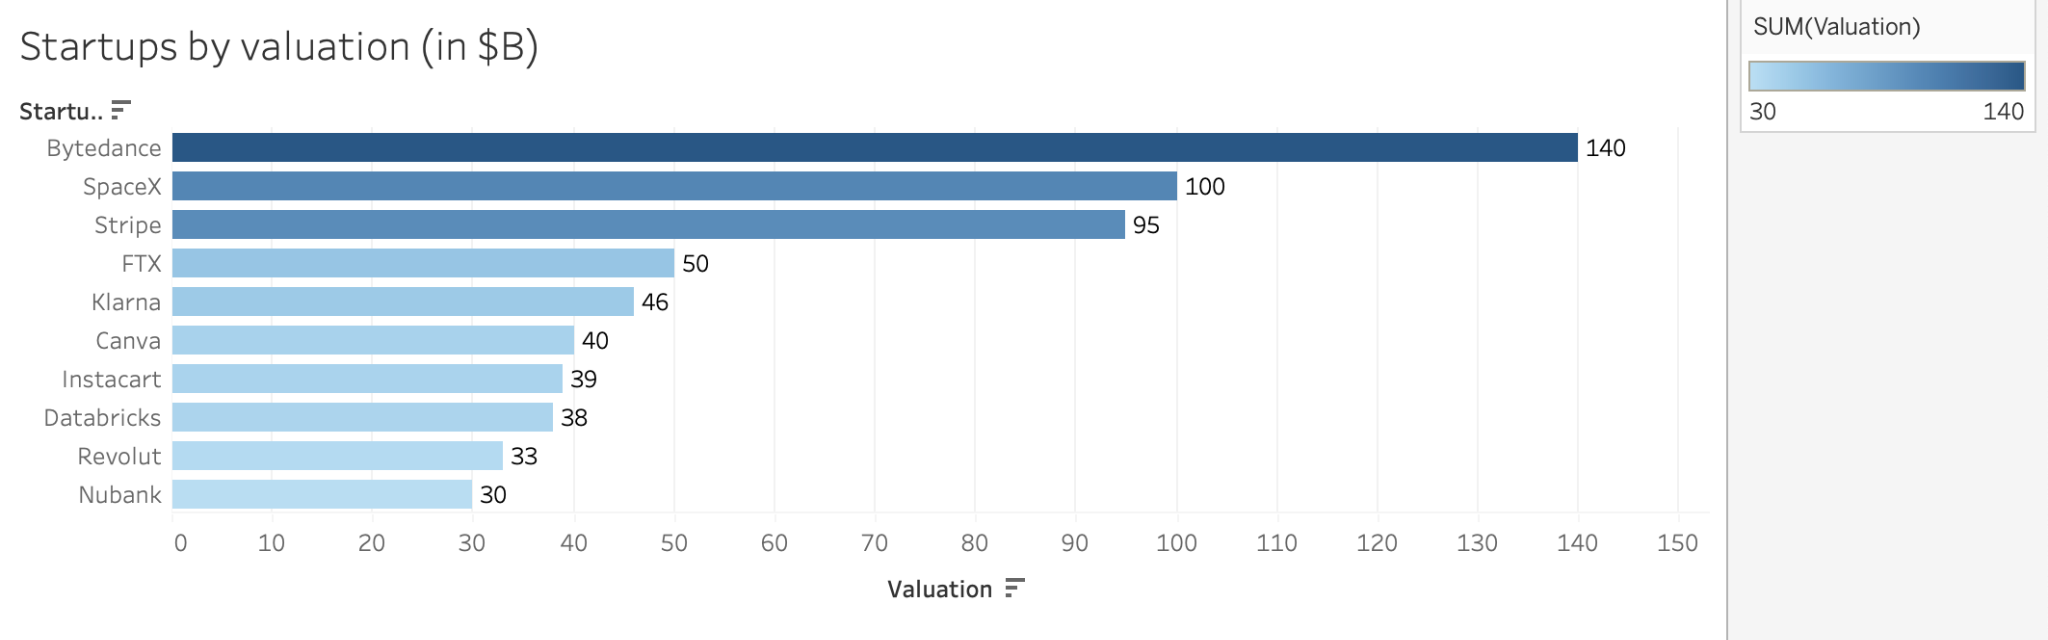 Startups by valuation (in $B)
Startu..
Bytedance 140
SpaceX 100
Stripe 95
FTX 50
Klarna 46
Canva 40
Instacart 39
Databricks 38
Revolut 33
Nubank 30
0 10 20 30 40 50 60 70 80 90 100 110 120 130 140 150
Valuation
SUM(Valuation)
30 140